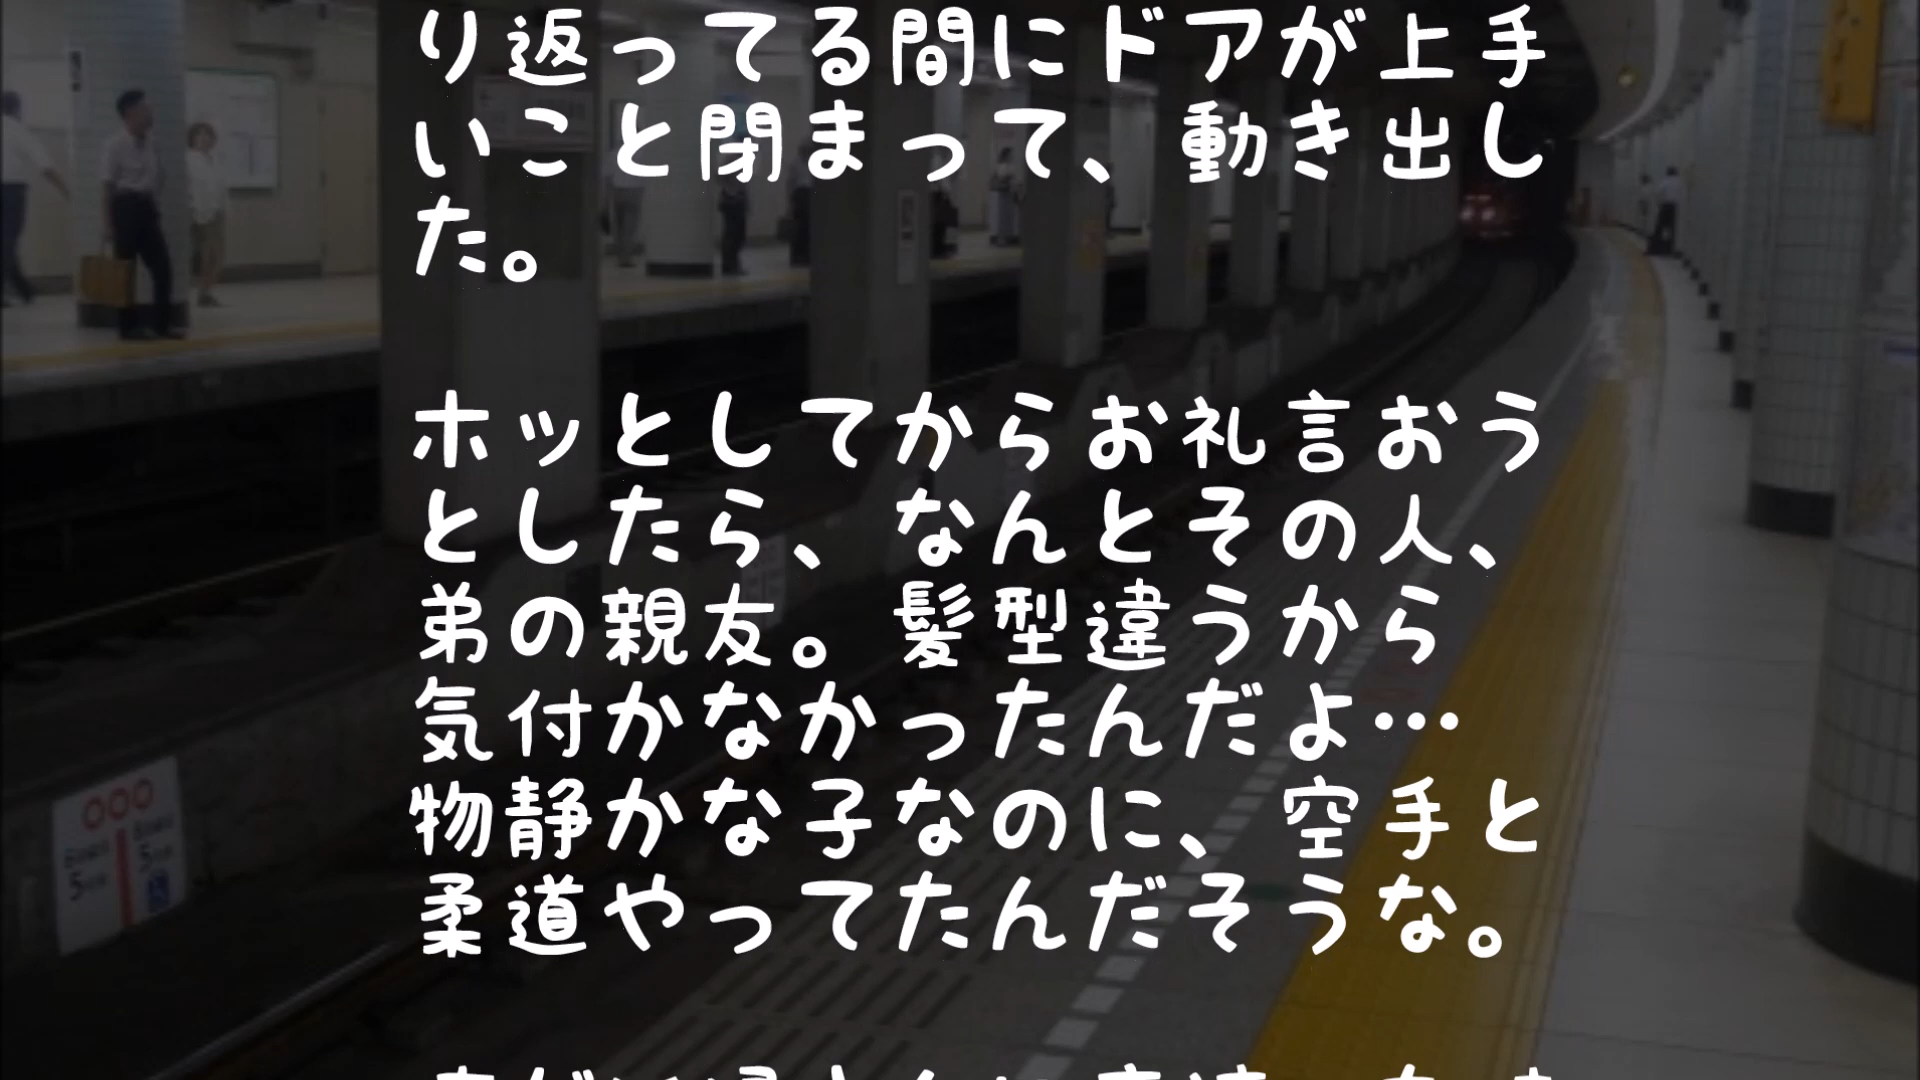 り返ってる間にドアが上手
いこと閉まって、動き出し
た。
ホッとしてからお礼言おう
としたら、なんとその人、
弟の親友。髪型違うから
気付かなかったんだよ…
物静かな子なのに、空手と
柔道やってたんだそうな。